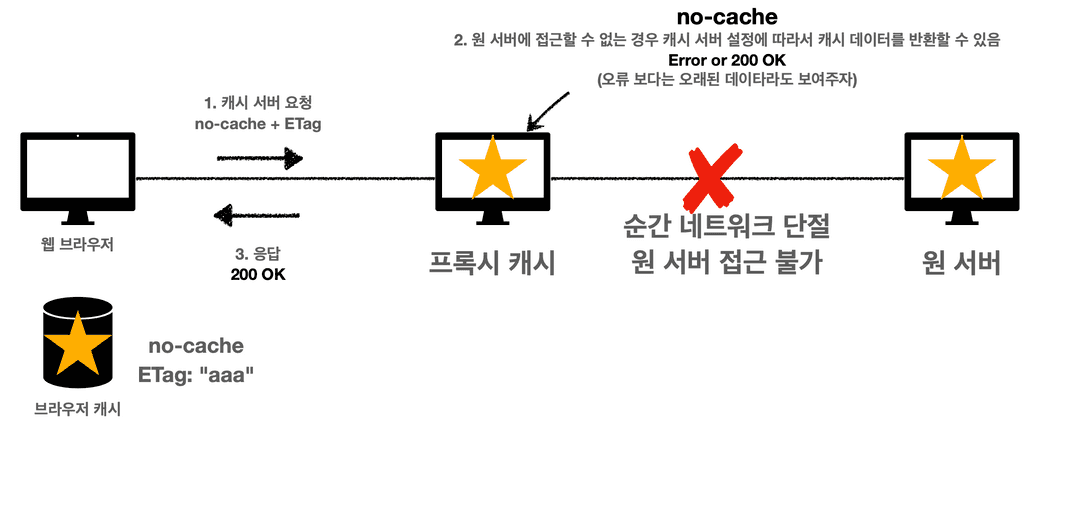 no-cache
2. 원 서버에 접근할 수 없는 경우 캐시 서버 설정에 따라서 캐시 데이터를 반환할 수 있음
Error or 200 OK
(오류 보다는 오래된 데이타라도 보여주자)
1. 캐시 서버 요청
no-cache + ETag
웹 브라우저
3. 응답
200 OK
프록시 캐시
순간 네트워크 단절
원 서버 접근 불가
원 서버
no-cache
ETag: "aaa"
브라우저 캐시